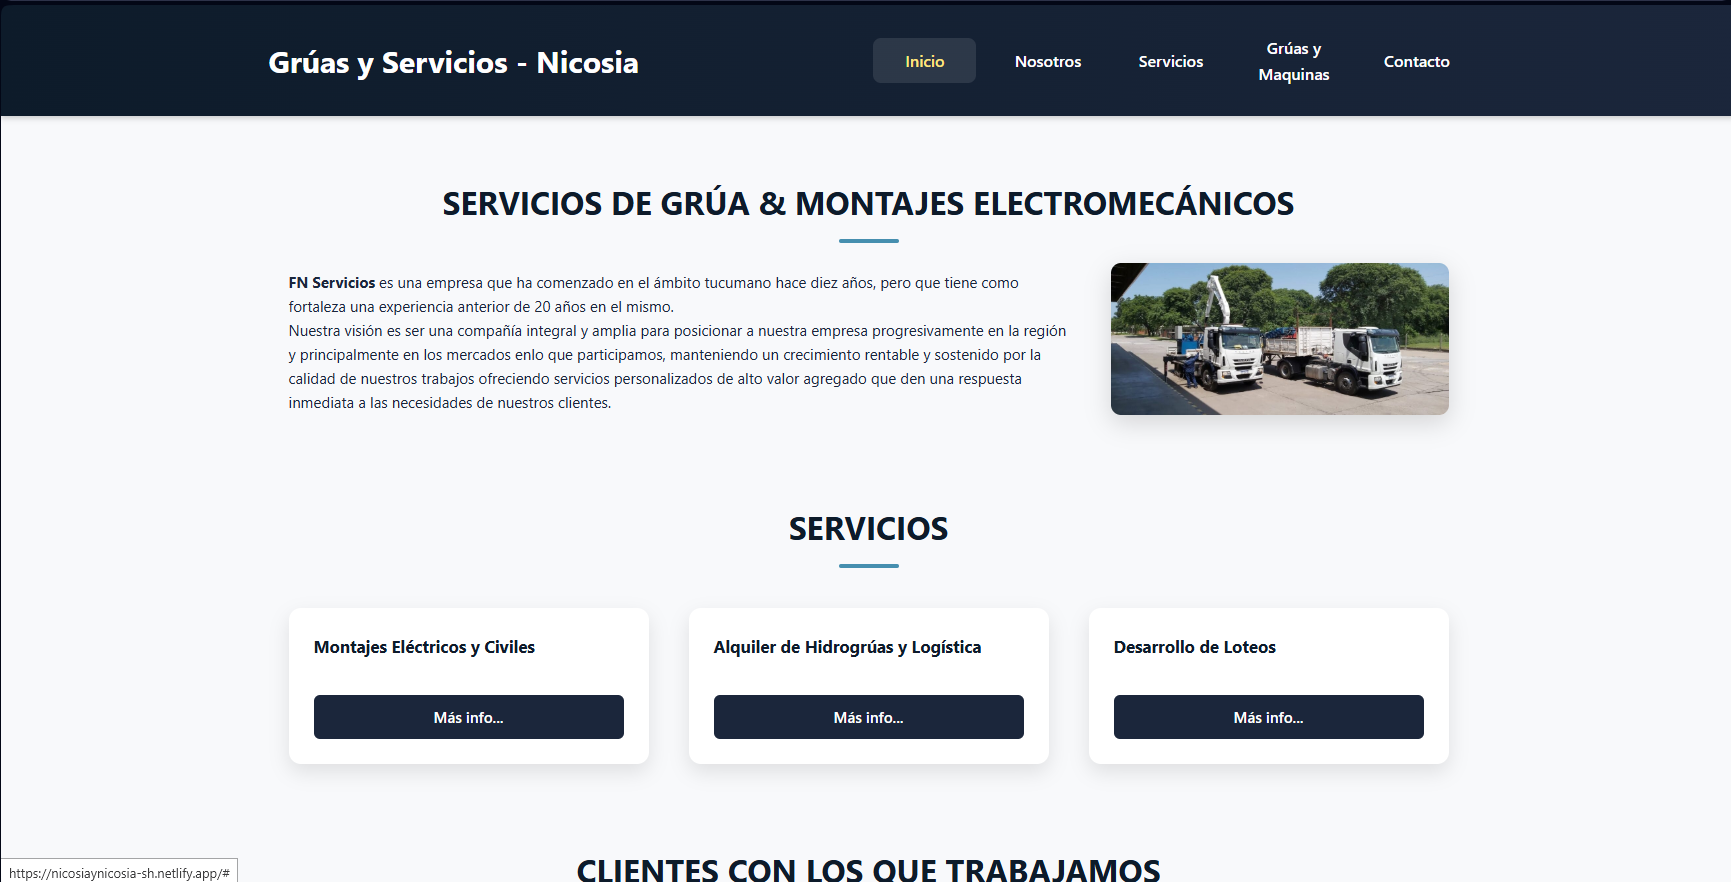 Grúas y Servicios - Nicosia
Inicio
Nosotros
Servicios
Grúas y
Maquinas
Contacto
SERVICIOS DE GRÚA & MONTAJES ELECTROMECÁNICOS
FN Servicios es una empresa que ha comenzado en el ámbito tucumano hace diez años, pero que tiene como
fortaleza una experiencia anterior de 20 años en el mismo.
Nuestra visión es ser una compañía integral y amplia para posicionar a nuestra empresa progresivamente en la región
y principalmente en los mercados enlo que participamos, manteniendo un crecimiento rentable y sostenido por la
calidad de nuestros trabajos ofreciendo servicios personalizados de alto valor agregado que den una respuesta
inmediata a las necesidades de nuestros clientes.
SERVICIOS
Montajes Eléctricos y Civiles
Más info...
Alquiler de Hidrogrúas y Logística
Más info...
Desarrollo de Loteos
Más info...
CLIENTES CON LOS QUE TRABAJAMOS
https://nicosiaynicosia-sh.netlify.app/#